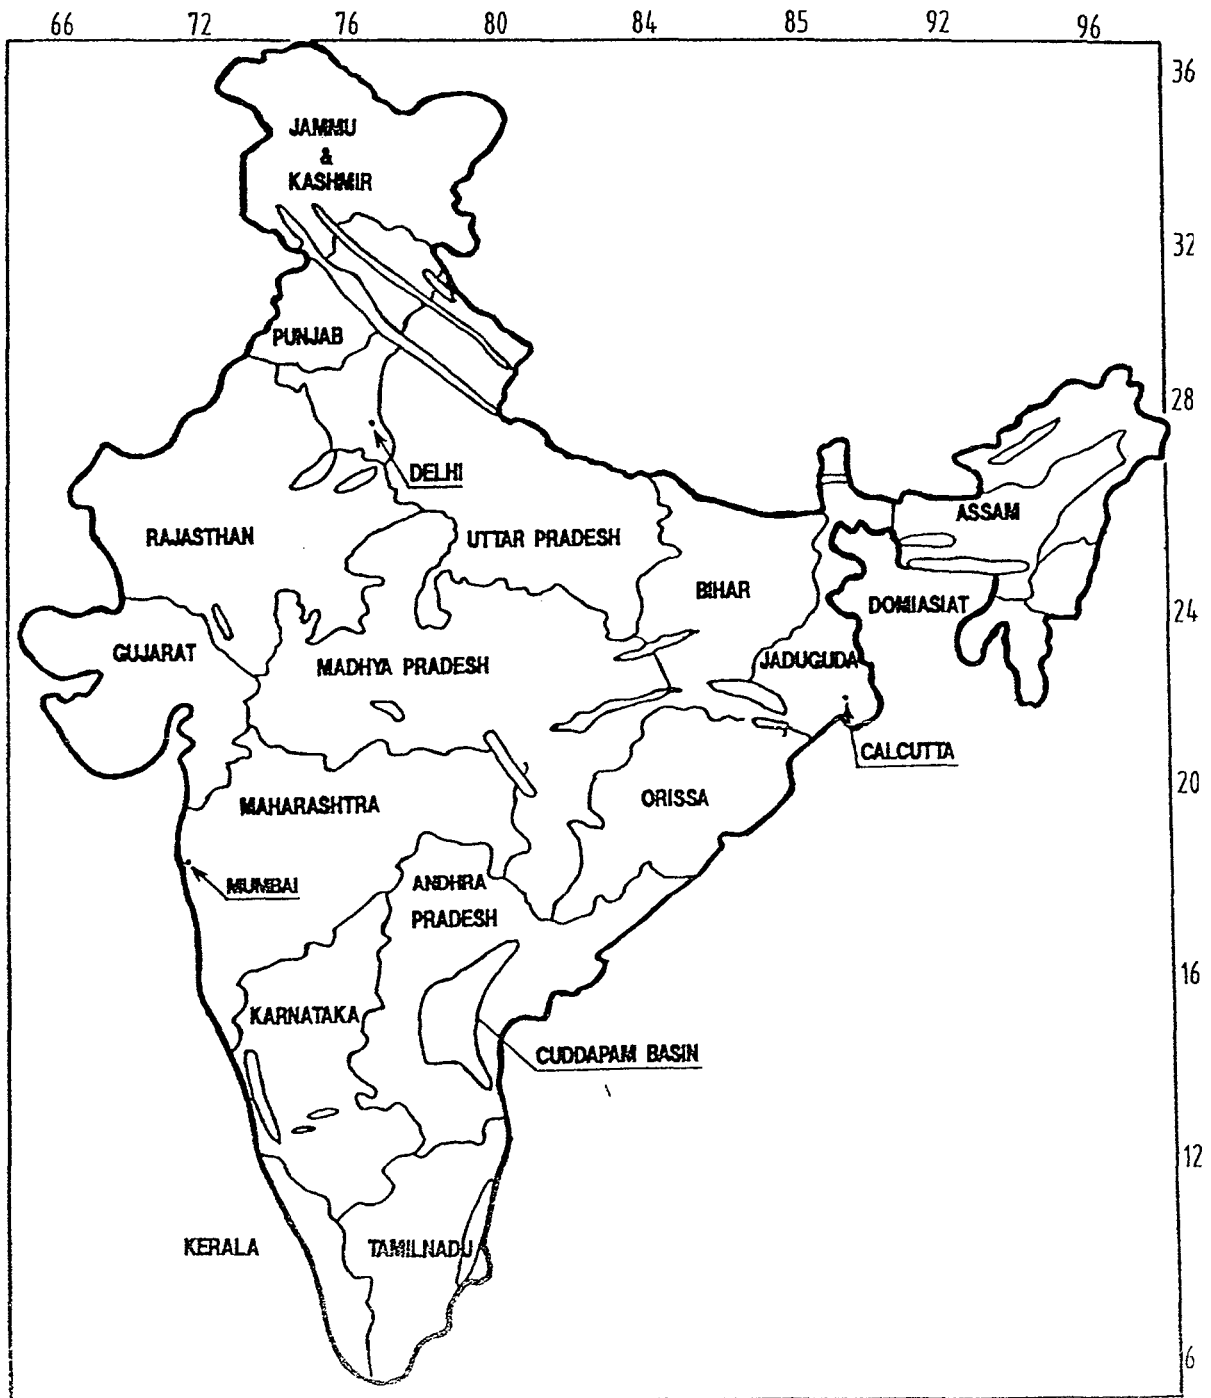 66 72 76 80 84 85 92 96
36
JAMMU
&
KASHMIR
32
PUNJAB
28
DELHI
RAJASTHAN
UTTAR PRADESH
ASSAM
BIHAR
DOMIASIAT
24
GUJARAT
MADHYA PRADESH
JADUGUDA
CALCUTTA
20
MAHARASHTRA
ORISSA
MUMBAI
ANDHRA
PRADESH
16
KARNATAKA
CUDDAPAM BASIN
12
KERALA
TAMILNADU
6